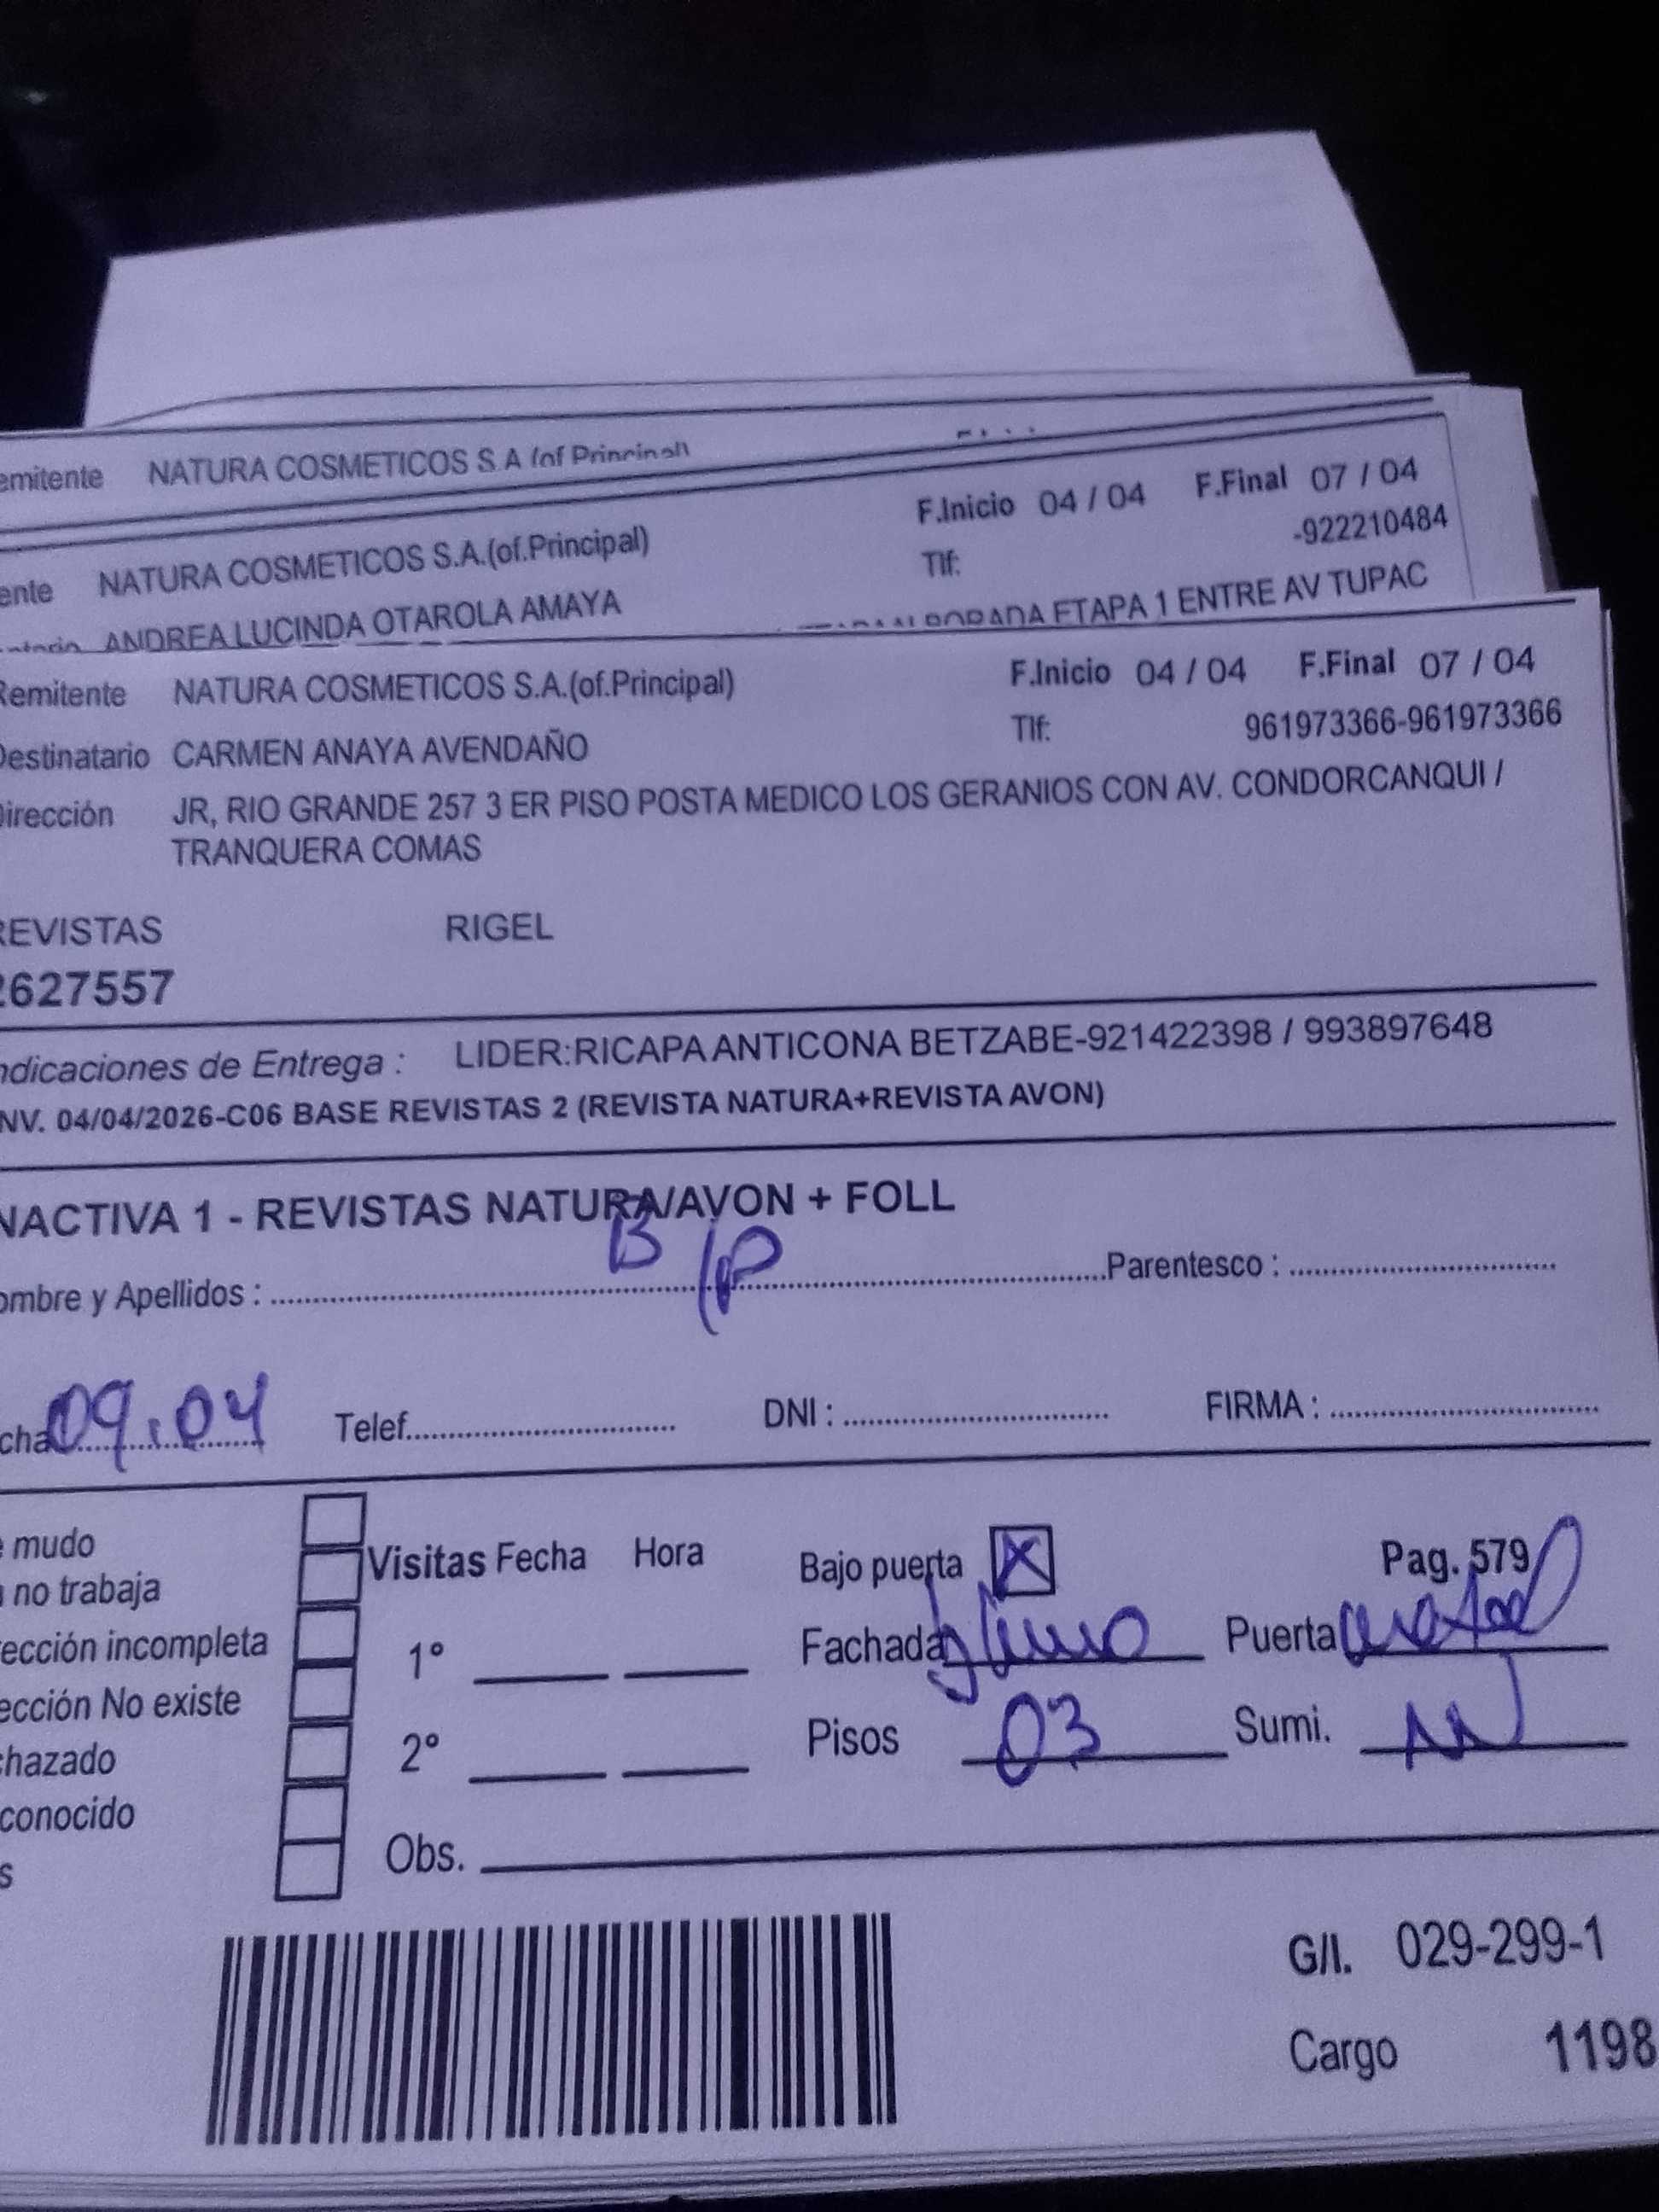 emitente NATURA COSMETICOS S.A (of Principal)
ente NATURA COSMETICOS S.A.(of.Principal) F.Inicio 04 / 04 F.Final 07 / 04
Tlf: -922210484
ANDREA LUCINDA OTAROLA AMAYA
ETAPA 1 ENTRE AV TUPAC
Remitente NATURA COSMETICOS S.A.(of.Principal) F.Inicio 04 / 04 F.Final 07 / 04
Destinatario CARMEN ANAYA AVENDAÑO Tlf: 961973366-961973366
Dirección JR, RIO GRANDE 257 3 ER PISO POSTA MEDICO LOS GERANIOS CON AV. CONDORCANQUI /
TRANQUERA COMAS
REVISTAS RIGEL
2627557
ndicaciones de Entrega : LIDER:RICAPA ANTICONA BETZABE-921422398 / 993897648
NV. 04/04/2026-C06 BASE REVISTAS 2 (REVISTA NATURA+REVISTA AVON)
NACTIVA 1 - REVISTAS NATURA/AVON + FOLL
B/P
ombre y Apellidos : Parentesco :
cha 09.04 Telef. DNI : FIRMA :
e mudo
Visitas Fecha Hora Bajo puerta X Pag. 579
no trabaja
ección incompleta 1° Fachada Puerta
ección No existe
chazado 2° Pisos 03 Sumi.
conocido
s Obs.
G/I. 029-299-1
Cargo 1198